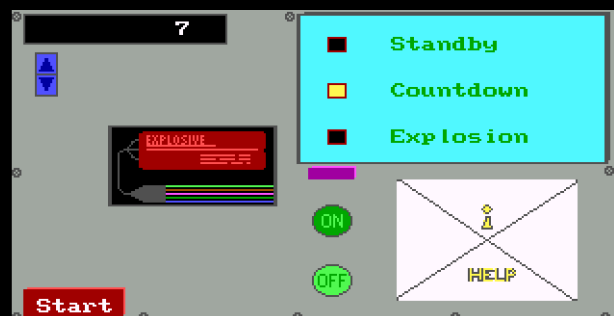 7
Standby
Countdown
Explosion
EXPLOSIVE
ON
OFF
i
HELP
Start